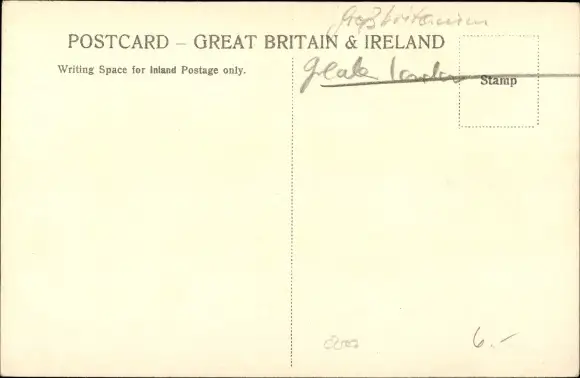 Großbritannien
POSTCARD – GREAT BRITAIN & IRELAND
Writing Space for Inland Postage only.
Stamp
6.-